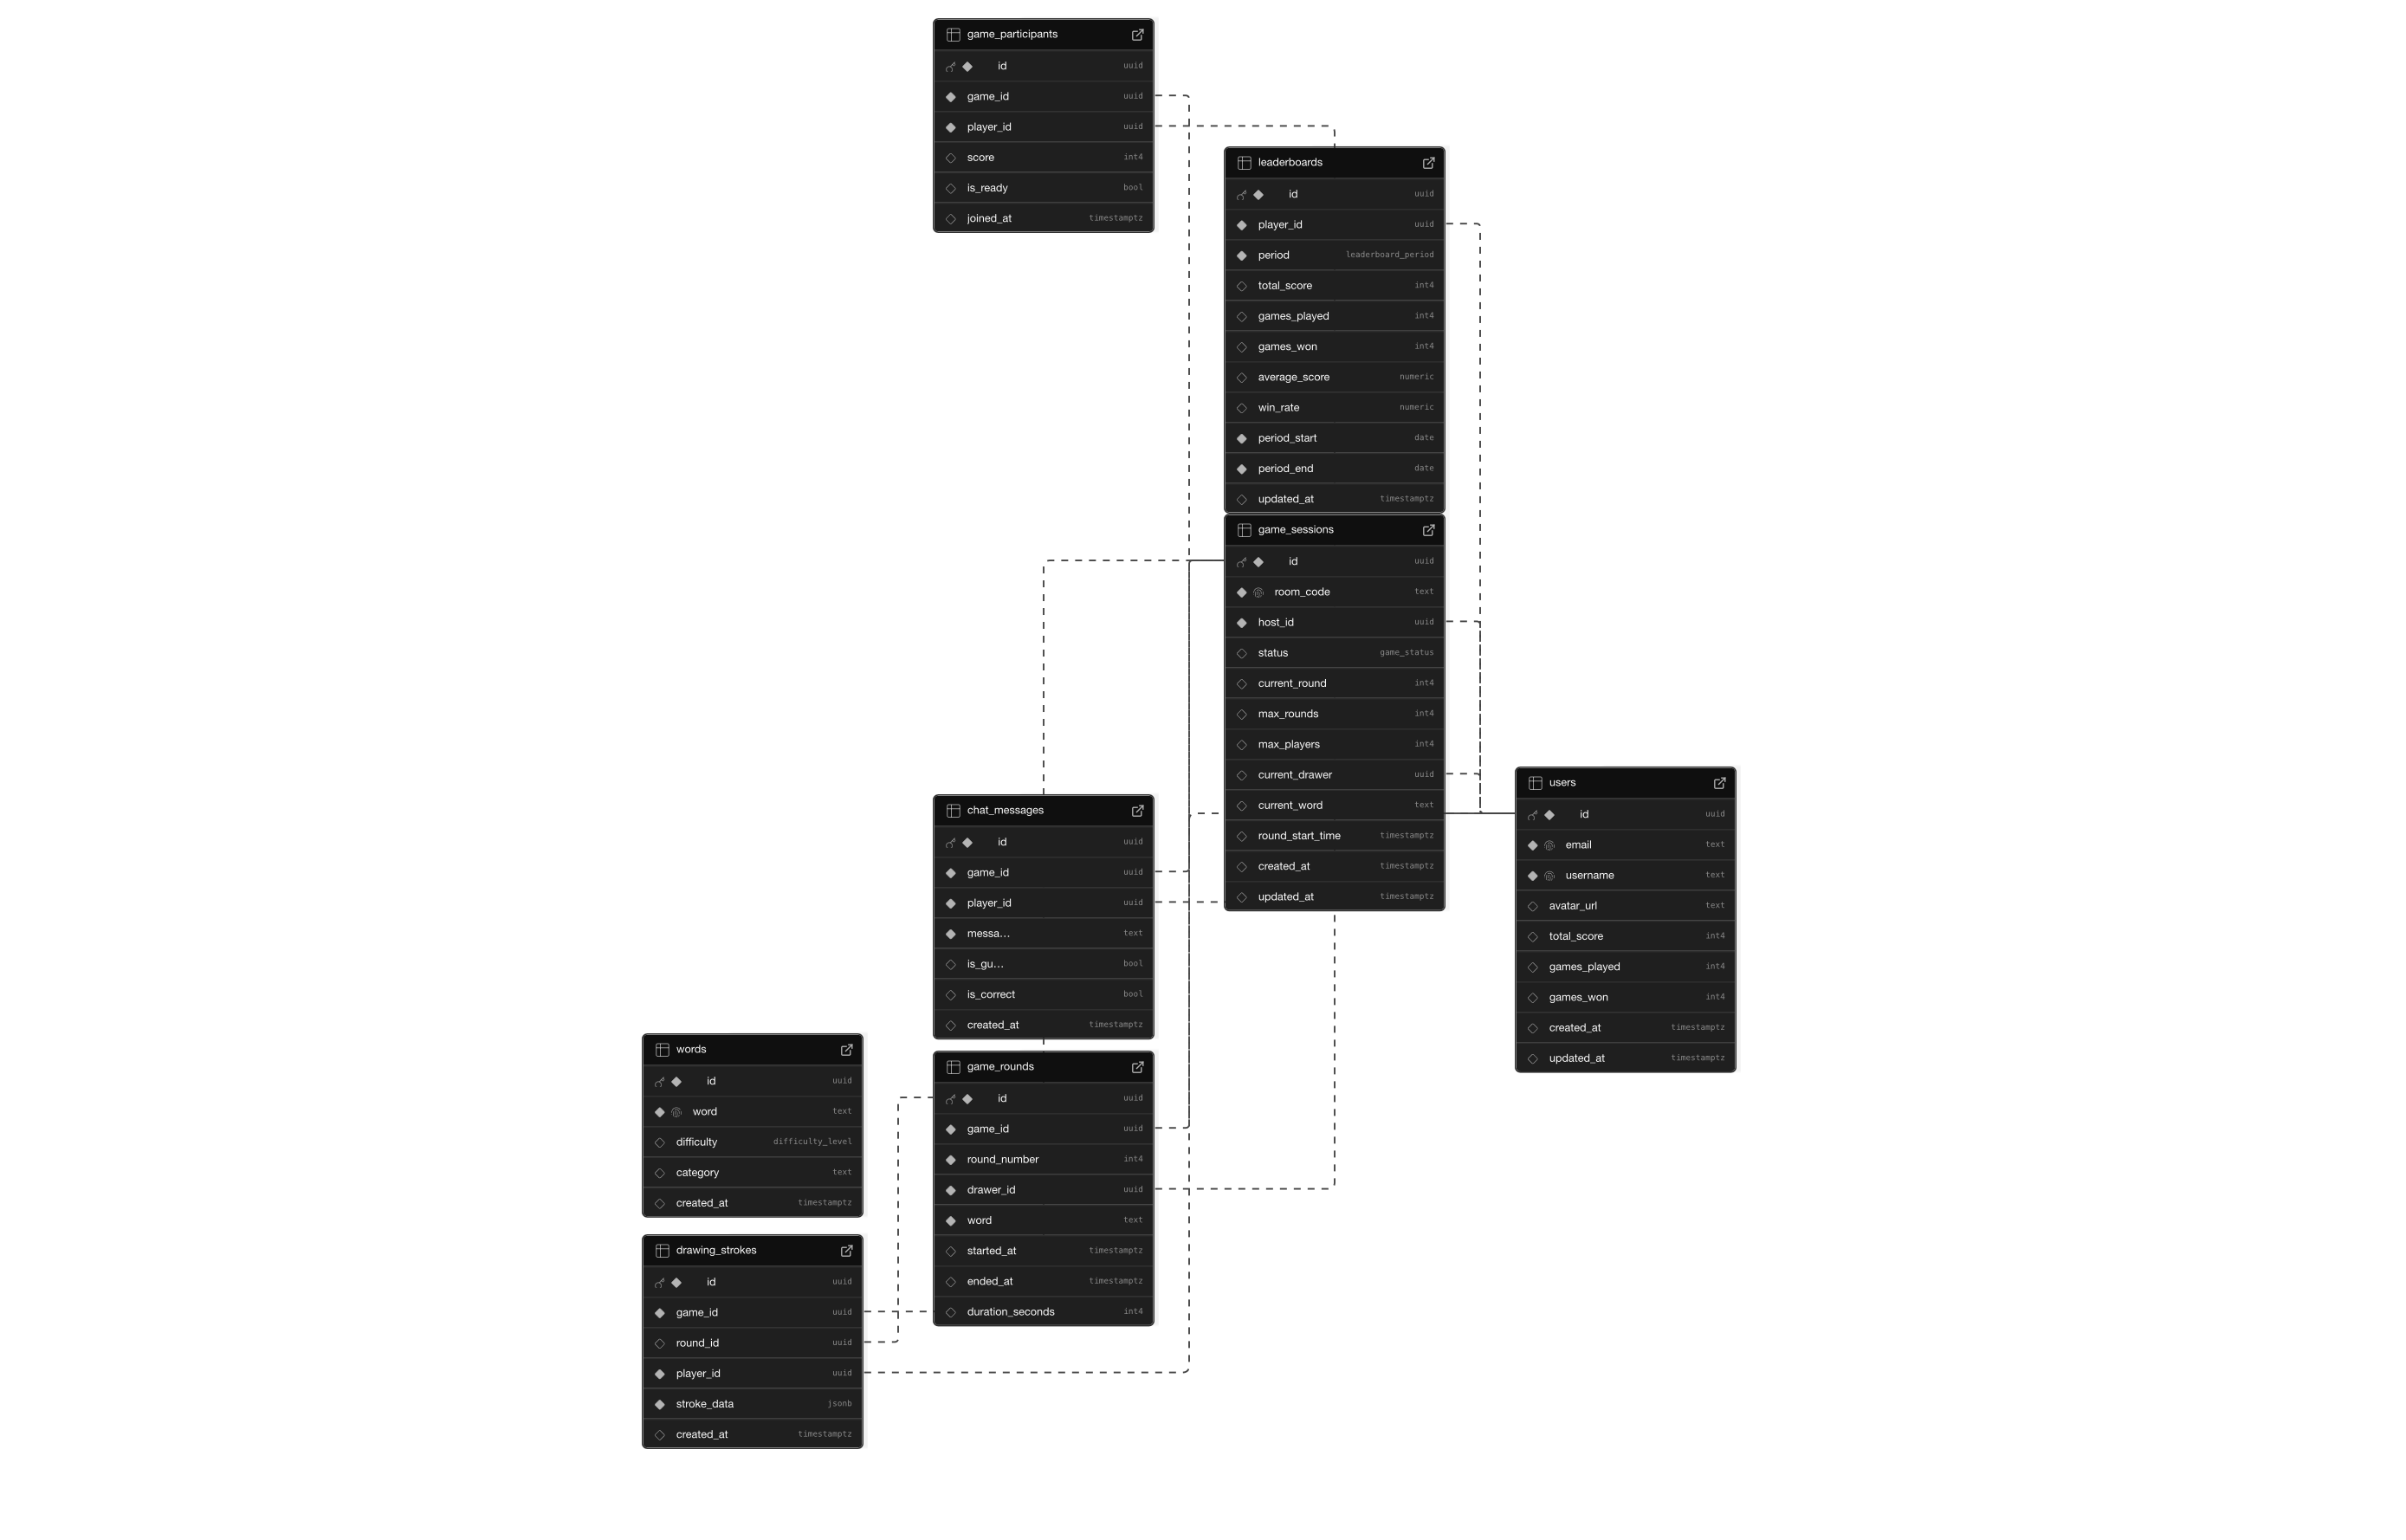 game_participants
id uuid
game_id uuid
player_id uuid
score int4
is_ready bool
joined_at timestamptz
leaderboards
id uuid
player_id uuid
period leaderboard_period
total_score int4
games_played int4
games_won int4
average_score numeric
win_rate numeric
period_start date
period_end date
updated_at timestamptz
game_sessions
id uuid
room_code text
host_id uuid
status game_status
current_round int4
max_rounds int4
max_players int4
current_drawer uuid
current_word text
round_start_time timestamptz
created_at timestamptz
updated_at timestamptz
users
id uuid
email text
username text
avatar_url text
total_score int4
games_played int4
games_won int4
created_at timestamptz
updated_at timestamptz
chat_messages
id uuid
game_id uuid
player_id uuid
messa... text
is_gu... bool
is_correct bool
created_at timestamptz
words
id uuid
word text
difficulty difficulty_level
category text
created_at timestamptz
game_rounds
id uuid
game_id uuid
round_number int4
drawer_id uuid
word text
started_at timestamptz
ended_at timestamptz
duration_seconds int4
drawing_strokes
id uuid
game_id uuid
round_id uuid
player_id uuid
stroke_data jsonb
created_at timestamptz